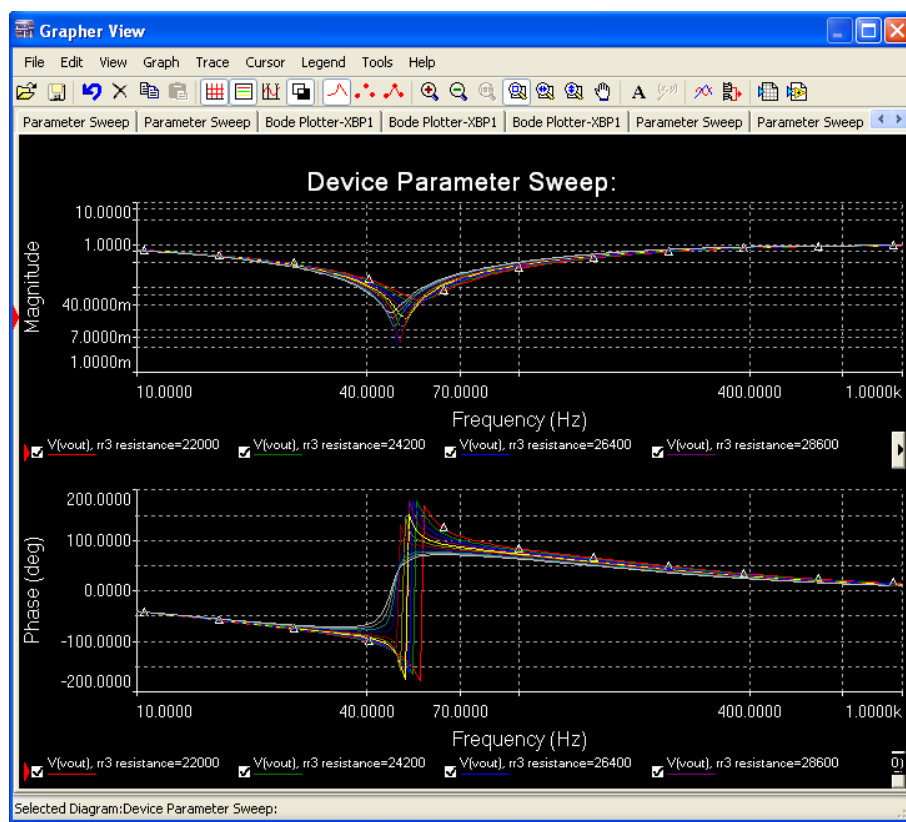 Grapher View
File Edit View Graph Trace Cursor Legend Tools Help
A
Parameter Sweep Parameter Sweep Bode Plotter-XBP1 Bode Plotter-XBP1 Bode Plotter-XBP1 Parameter Sweep Parameter Sweep
Device Parameter Sweep:
Magnitude
10.0000
1.0000
40.0000m
7.0000m
1.0000m
10.0000 40.0000 70.0000 400.0000 1.0000k
Frequency (Hz)
V(vout), rr3 resistance=22000 V(vout), rr3 resistance=24200 V(vout), rr3 resistance=26400 V(vout), rr3 resistance=28600
Phase (deg)
200.0000
100.0000
0.0000
-100.0000
-200.0000
10.0000 40.0000 70.0000 400.0000 1.0000k
Frequency (Hz)
V(vout), rr3 resistance=22000 V(vout), rr3 resistance=24200 V(vout), rr3 resistance=26400 V(vout), rr3 resistance=28600
Selected Diagram:Device Parameter Sweep: